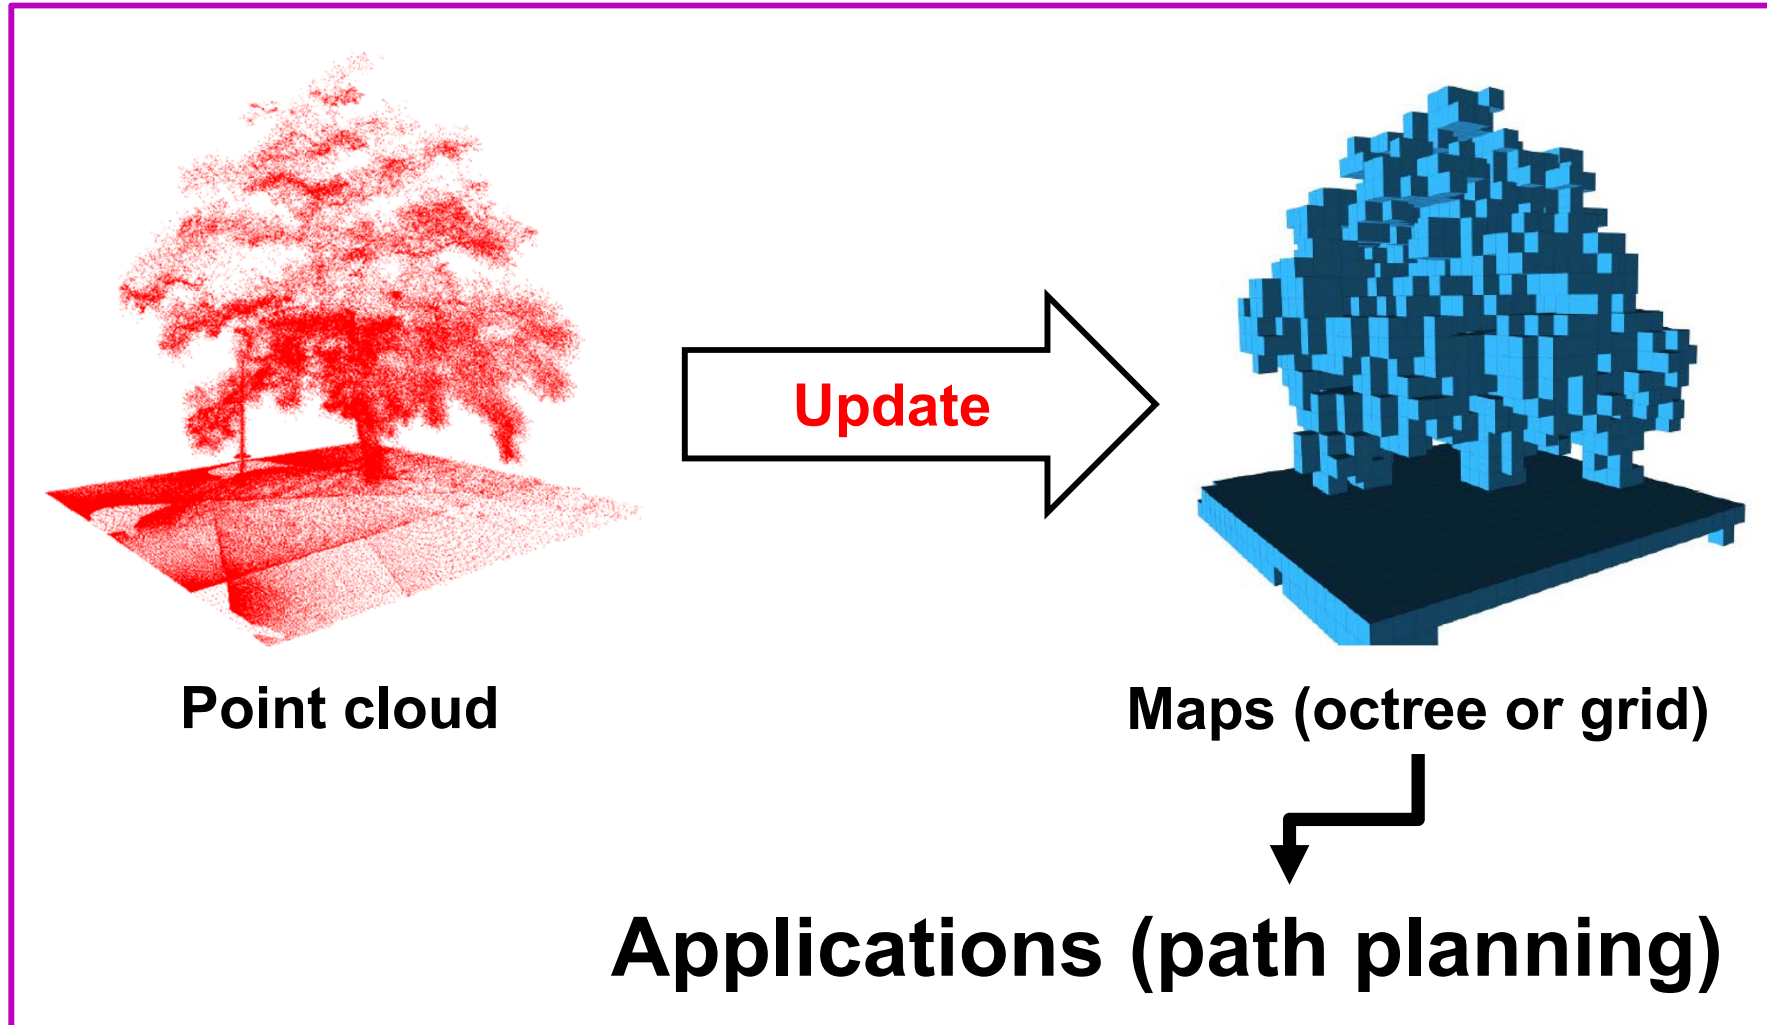 Update
Point cloud
Maps (octree or grid)
Applications (path planning)